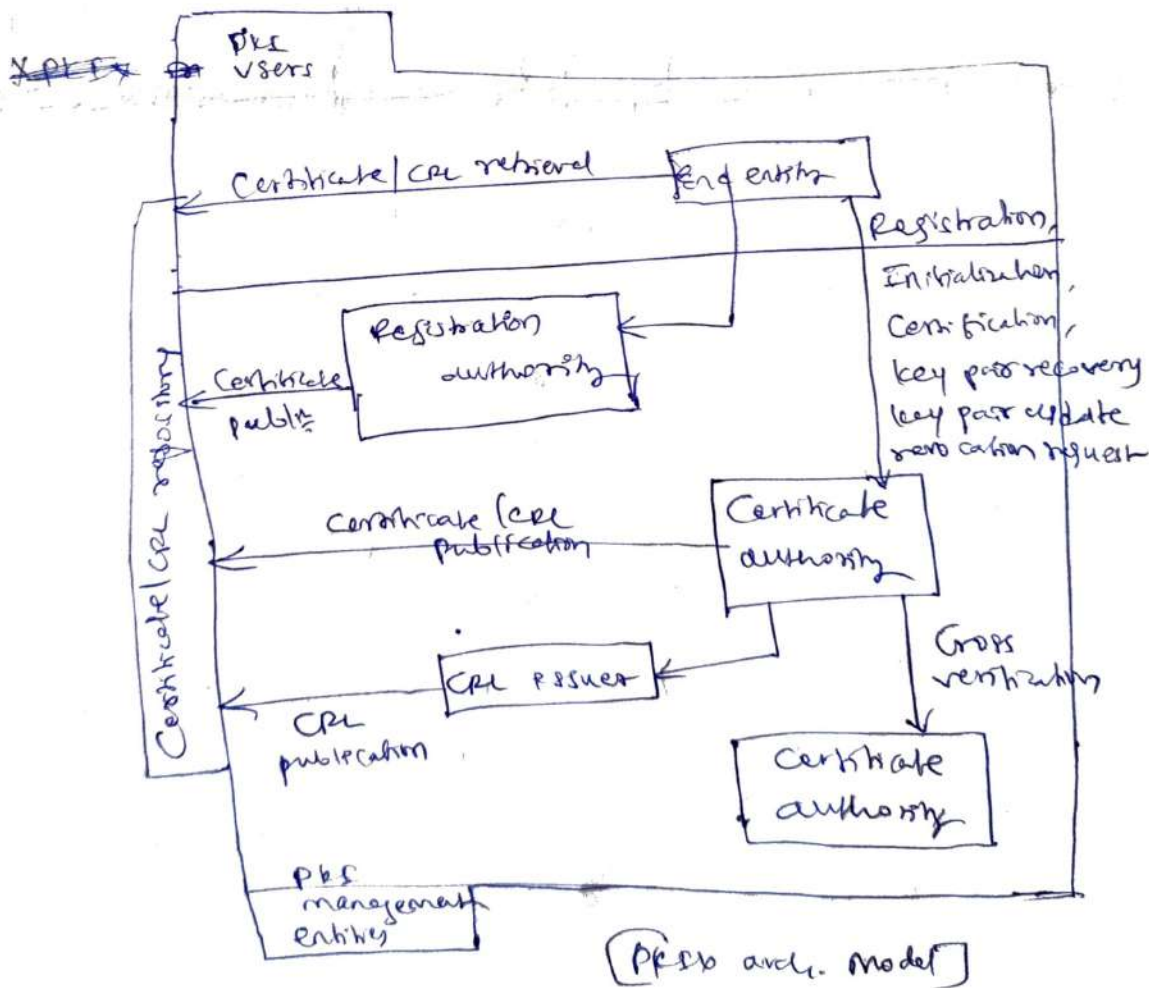 PKI
users
Certificate/CRL retrieval
End entity
Registration,
Initialization,
Certification,
key pair recovery
key pair update
revocation request
Registration
authority
Certificate
public
Certificate/CRL repository
Certificate/CRL
publication
Certificate
authority
CRL issuer
CRL
publication
Cross
verification
Certificate
authority
PKI
management
entities
PKIX arch. model